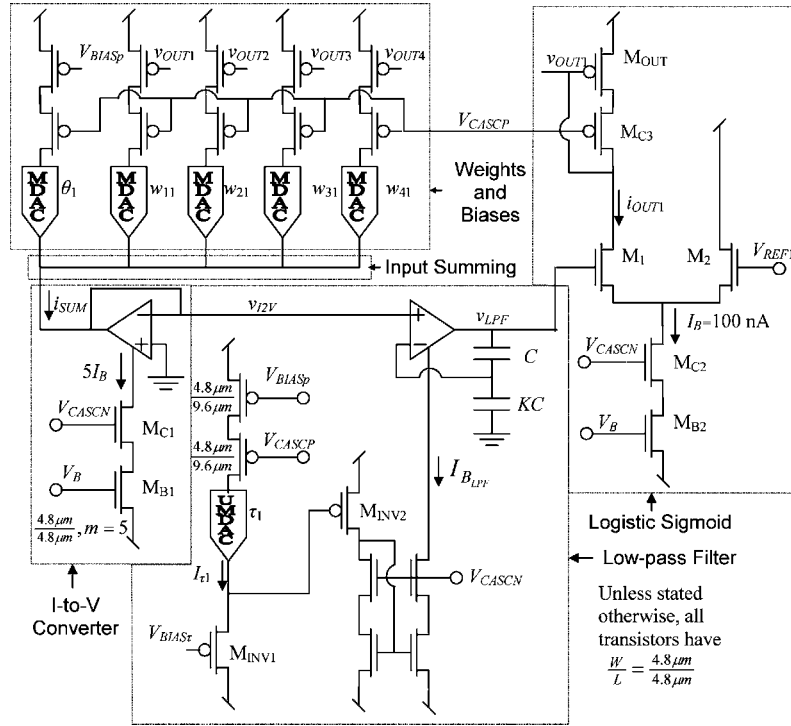 V_BIASp
v_OUT1
v_OUT2
v_OUT3
v_OUT4
v_OUT1
M_OUT
V_CASCP
M_C3
MDAC
θ_1
MDAC
w_11
MDAC
w_21
MDAC
w_31
MDAC
w_41
Weights and
Biases
i_OUT1
Input Summing
M_1
M_2
V_REF1
i_SUM
v_I2V
v_LPF
I_B=100 nA
5I_B
C
V_CASCN
M_C2
V_BIASp
4.8μm
9.6μm
KC
V_CASCN
M_C1
V_CASCP
4.8μm
9.6μm
V_B
M_B2
V_B
M_B1
I_B_LPF
UMDAC
τ_1
M_INV2
4.8μm
4.8μm , m = 5
Logistic Sigmoid
Low-pass Filter
I_τ1
V_CASCN
I-to-V
Converter
V_BIASτ
M_INV1
Unless stated
otherwise, all
transistors have
W/L = 4.8μm/4.8μm